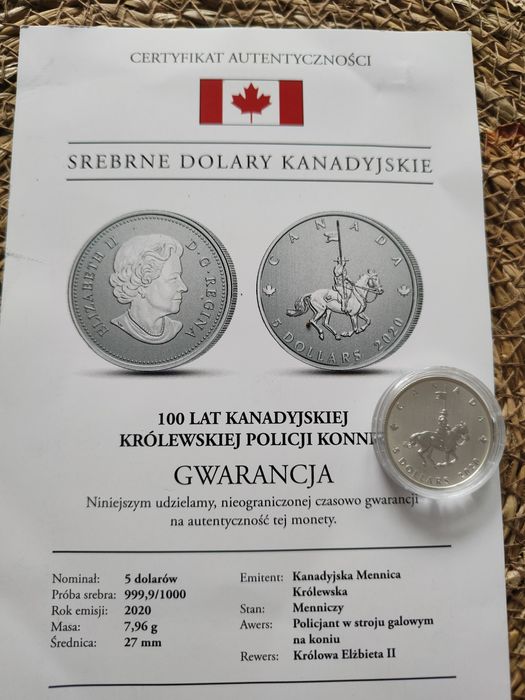 CERTYFIKAT AUTENTYCZNOŚCI
SREBRNE DOLARY KANADYJSKIE
ELIZABETH II D·G·REGINA
CANADA
5 DOLLARS 2020
100 LAT KANADYJSKIEJ
KRÓLEWSKIEJ POLICJI KONNE
CANADA
5 DOLLARS 2020
GWARANCJA
Niniejszym udzielamy, nieograniczonej czasowo gwarancji
na autentyczność tej monety.
Nominał: 5 dolarów
Próba srebra: 999,9/1000
Rok emisji: 2020
Masa: 7,96 g
Średnica: 27 mm
Emitent: Kanadyjska Mennica
Królewska
Stan: Menniczy
Awers: Policjant w stroju galowym
na koniu
Rewers: Królowa Elżbieta II